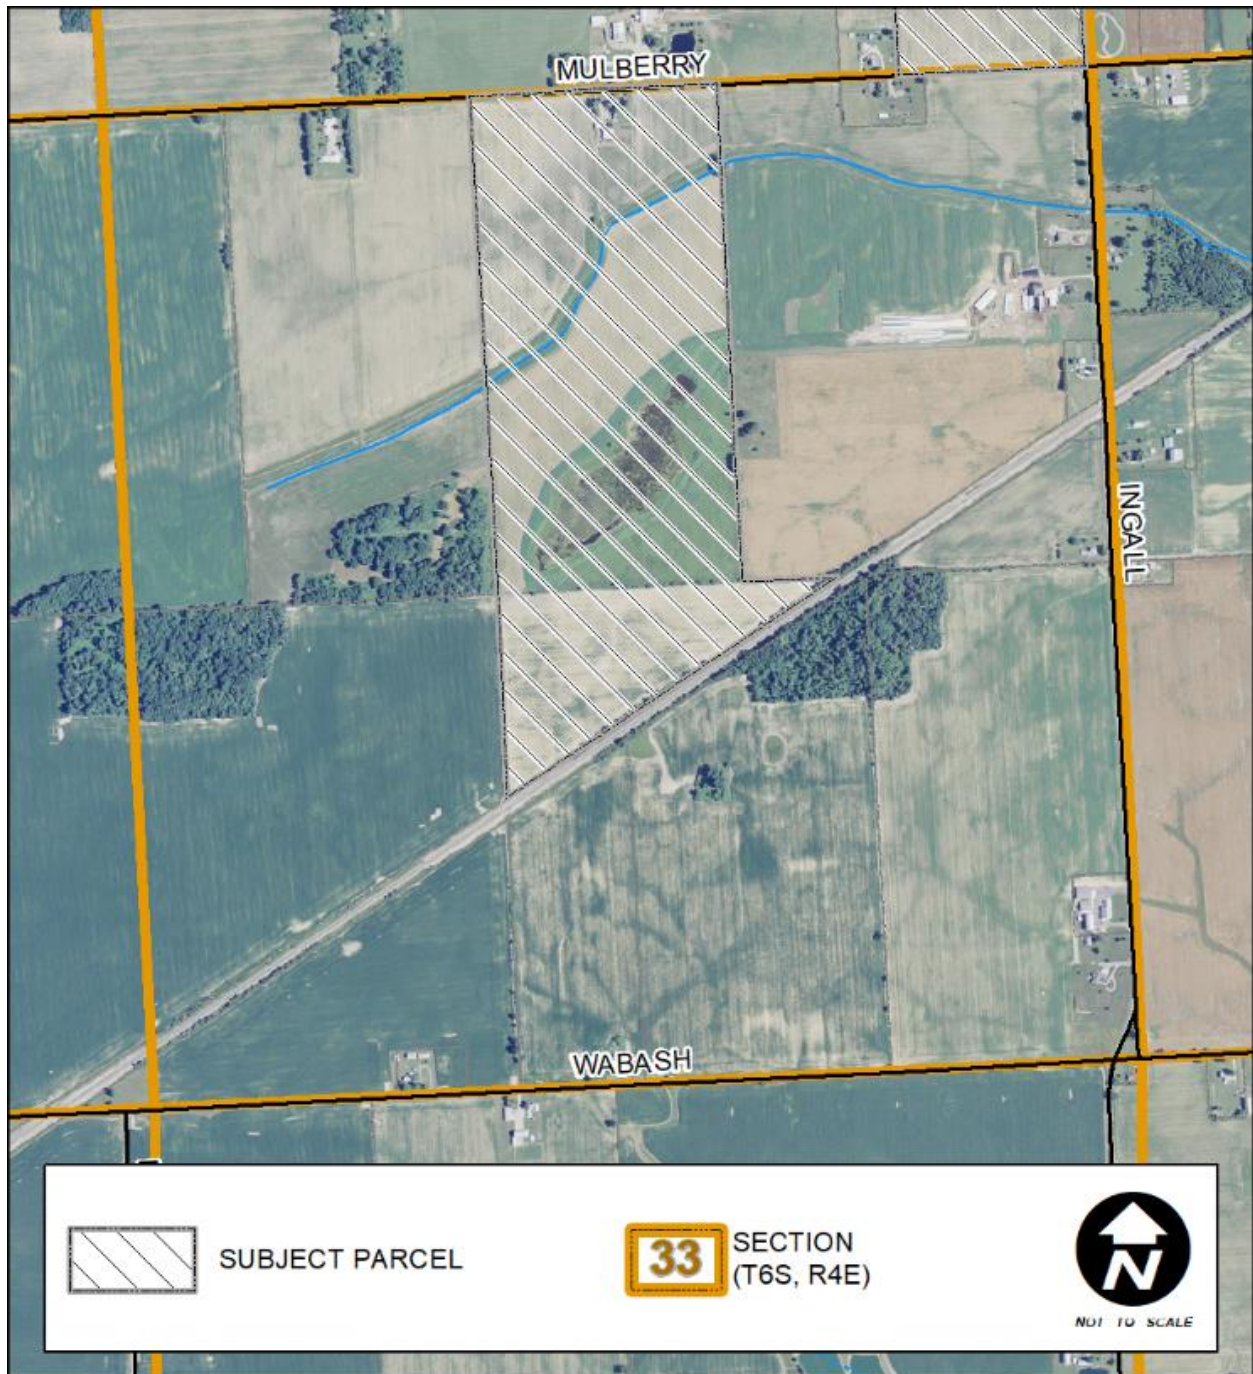 MULBERRY
INGALL
WABASH
SUBJECT PARCEL
33
SECTION
(T6S, R4E)
N
NOT TO SCALE